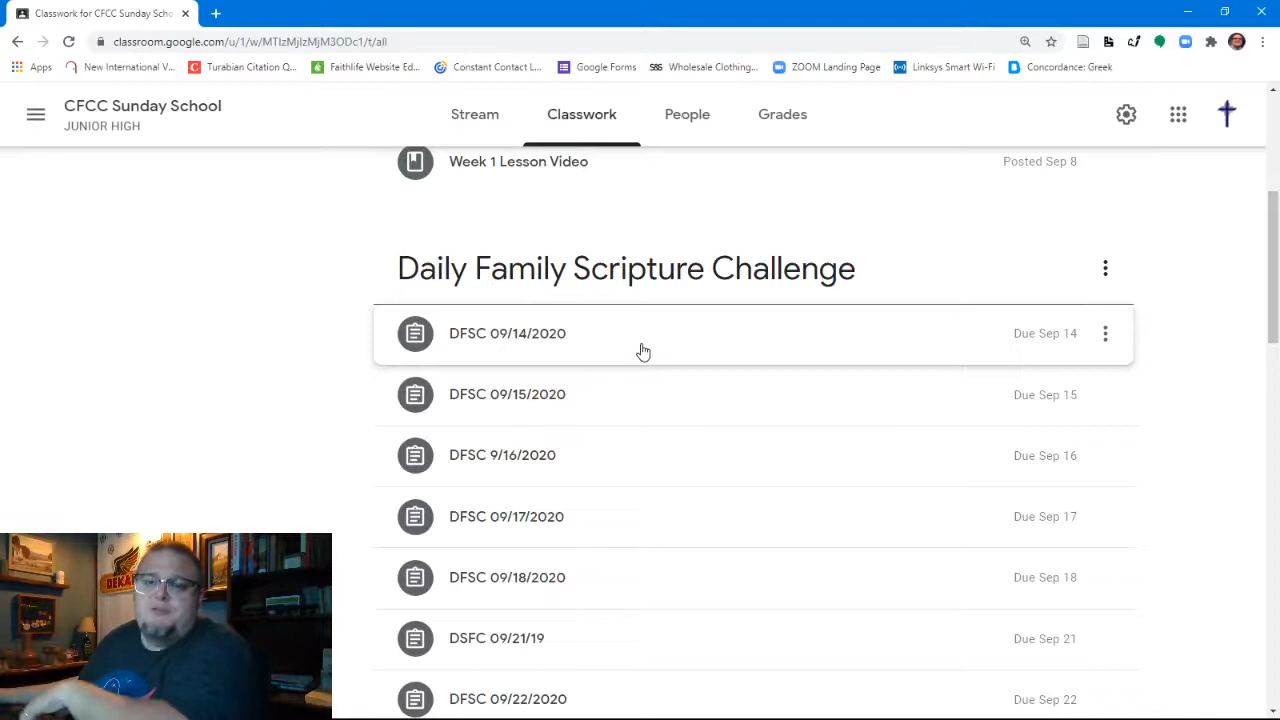 Classwork for CFCC Sunday Scho
classroom.google.com/u/1/w/MTIzMjIzMjM3ODc1/t/all
Apps New International V... Turabian Citation Q... Faithlife Website Ed... Constant Contact L... Google Forms S&S Wholesale Clothing... ZOOM Landing Page Linksys Smart Wi-Fi Concordance: Greek
CFCC Sunday School
JUNIOR HIGH
Stream Classwork People Grades
Week 1 Lesson Video Posted Sep 8
Daily Family Scripture Challenge
DFSC 09/14/2020 Due Sep 14
DFSC 09/15/2020 Due Sep 15
DFSC 9/16/2020 Due Sep 16
DFSC 09/17/2020 Due Sep 17
DFSC 09/18/2020 Due Sep 18
DSFC 09/21/19 Due Sep 21
DFSC 09/22/2020 Due Sep 22